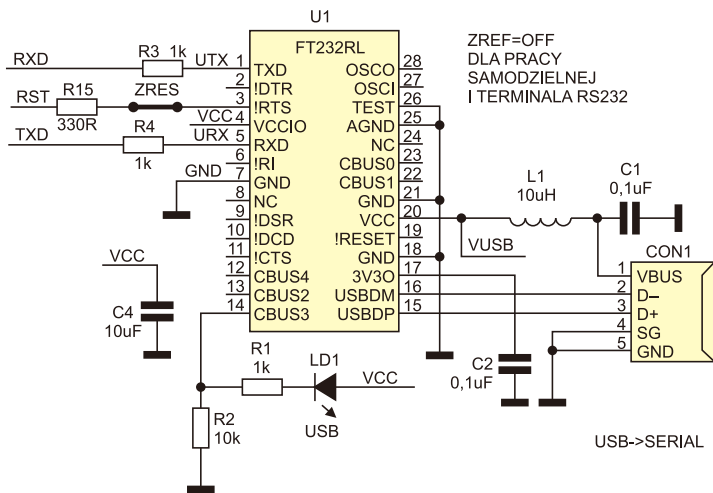 U1
FT232RL
RXD
R3 1k
UTX
1
TXD
2
!DTR
RST
R15
330R
ZRES
3
!RTS
VCC
4
VCCIO
TXD
R4
1k
URX
5
RXD
6
!RI
GND
7
GND
8
NC
9
!DSR
10
!DCD
11
!CTS
12
CBUS4
13
CBUS2
14
CBUS3
OSCO
28
OSCI
27
TEST
26
AGND
25
NC
24
CBUS0
23
CBUS1
22
GND
21
VCC
20
!RESET
19
GND
18
3V3O
17
USBDM
16
USBDP
15
ZREF=OFF
DLA PRACY
SAMODZIELNEJ
I TERMINALA RS232
L1
10uH
C1
0,1uF
VUSB
CON1
1
VBUS
2
D–
3
D+
4
SG
5
GND
VCC
C4
10uF
R1
1k
LD1
VCC
USB
R2
10k
C2
0,1uF
USB->SERIAL